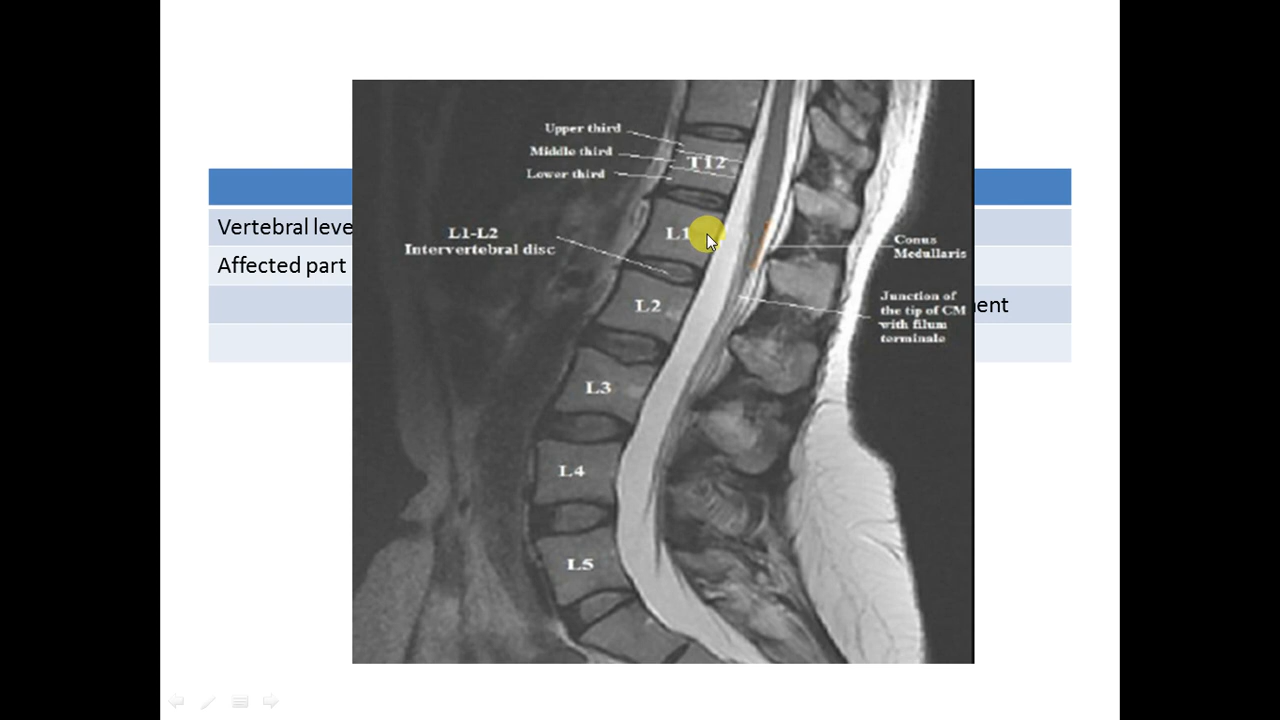 Upper third
Middle third
T12
Lower third
Vertebral leve
L1-L2
Intervertebral disc
L1
Conus
Medullaris
Affected part
L2
Junction of
the tip of CM
with filum
terminale
ment
L3
L4
L5